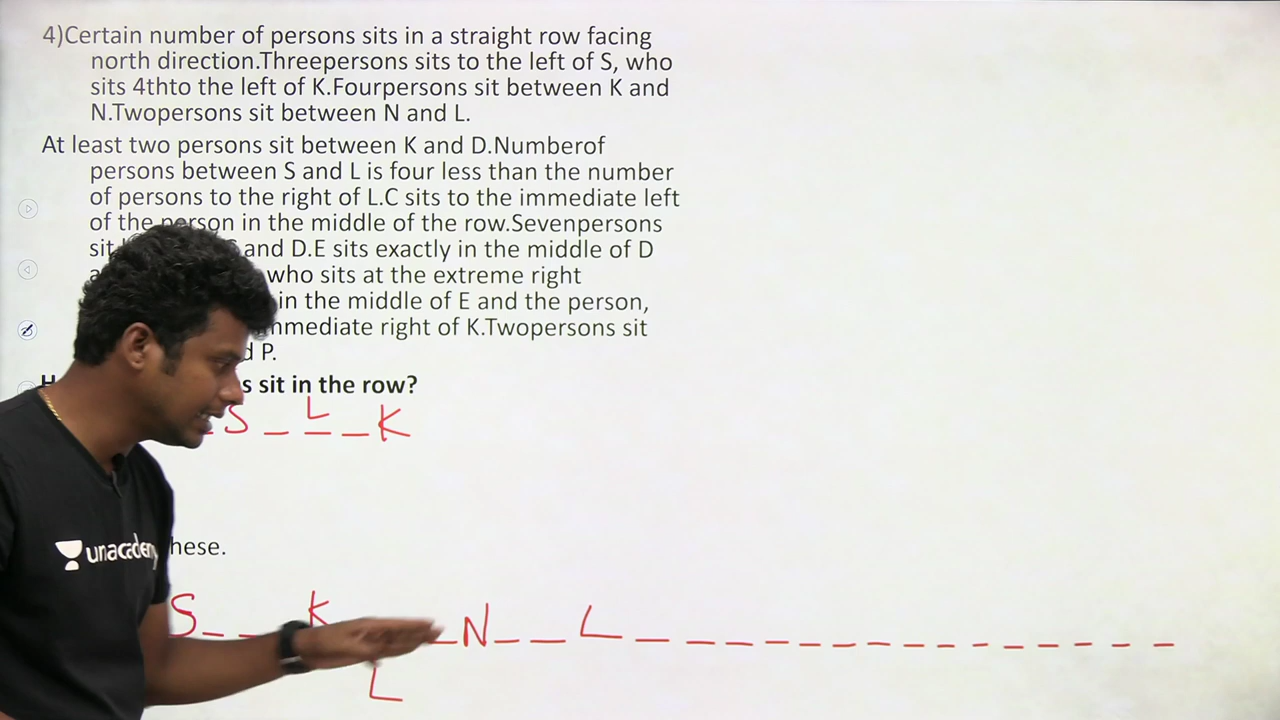 4)Certain number of persons sits in a straight row facing
north direction.Threepersons sits to the left of S, who
sits 4thto the left of K.Fourpersons sit between K and
N.Twopersons sit between N and L.
At least two persons sit between K and D.Numberof
persons between S and L is four less than the number
of persons to the right of L.C sits to the immediate left
of the person in the middle of the row.Sevenpersons
sit and D.E sits exactly in the middle of D
who sits at the extreme right
in the middle of E and the person,
immediate right of K.Twopersons sit
P.
s sit in the row?
S _ L _ K
hese.
unacademy
S _ _ K _ N _ _ L _ _ _ _ _ _ _ _ _ _ _ _ _
L